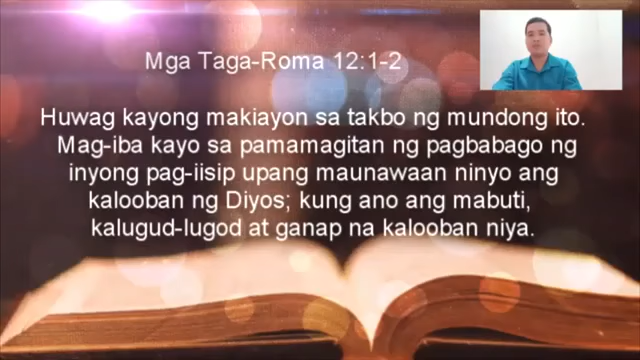 Mga Taga-Roma 12:1-2
Huwag kayong makiayon sa takbo ng mundong ito.
Mag-iba kayo sa pamamagitan ng pagbabago ng
inyong pag-iisip upang maunawaan ninyo ang
kalooban ng Diyos; kung ano ang mabuti,
kalugud-lugod at ganap na kalooban niya.